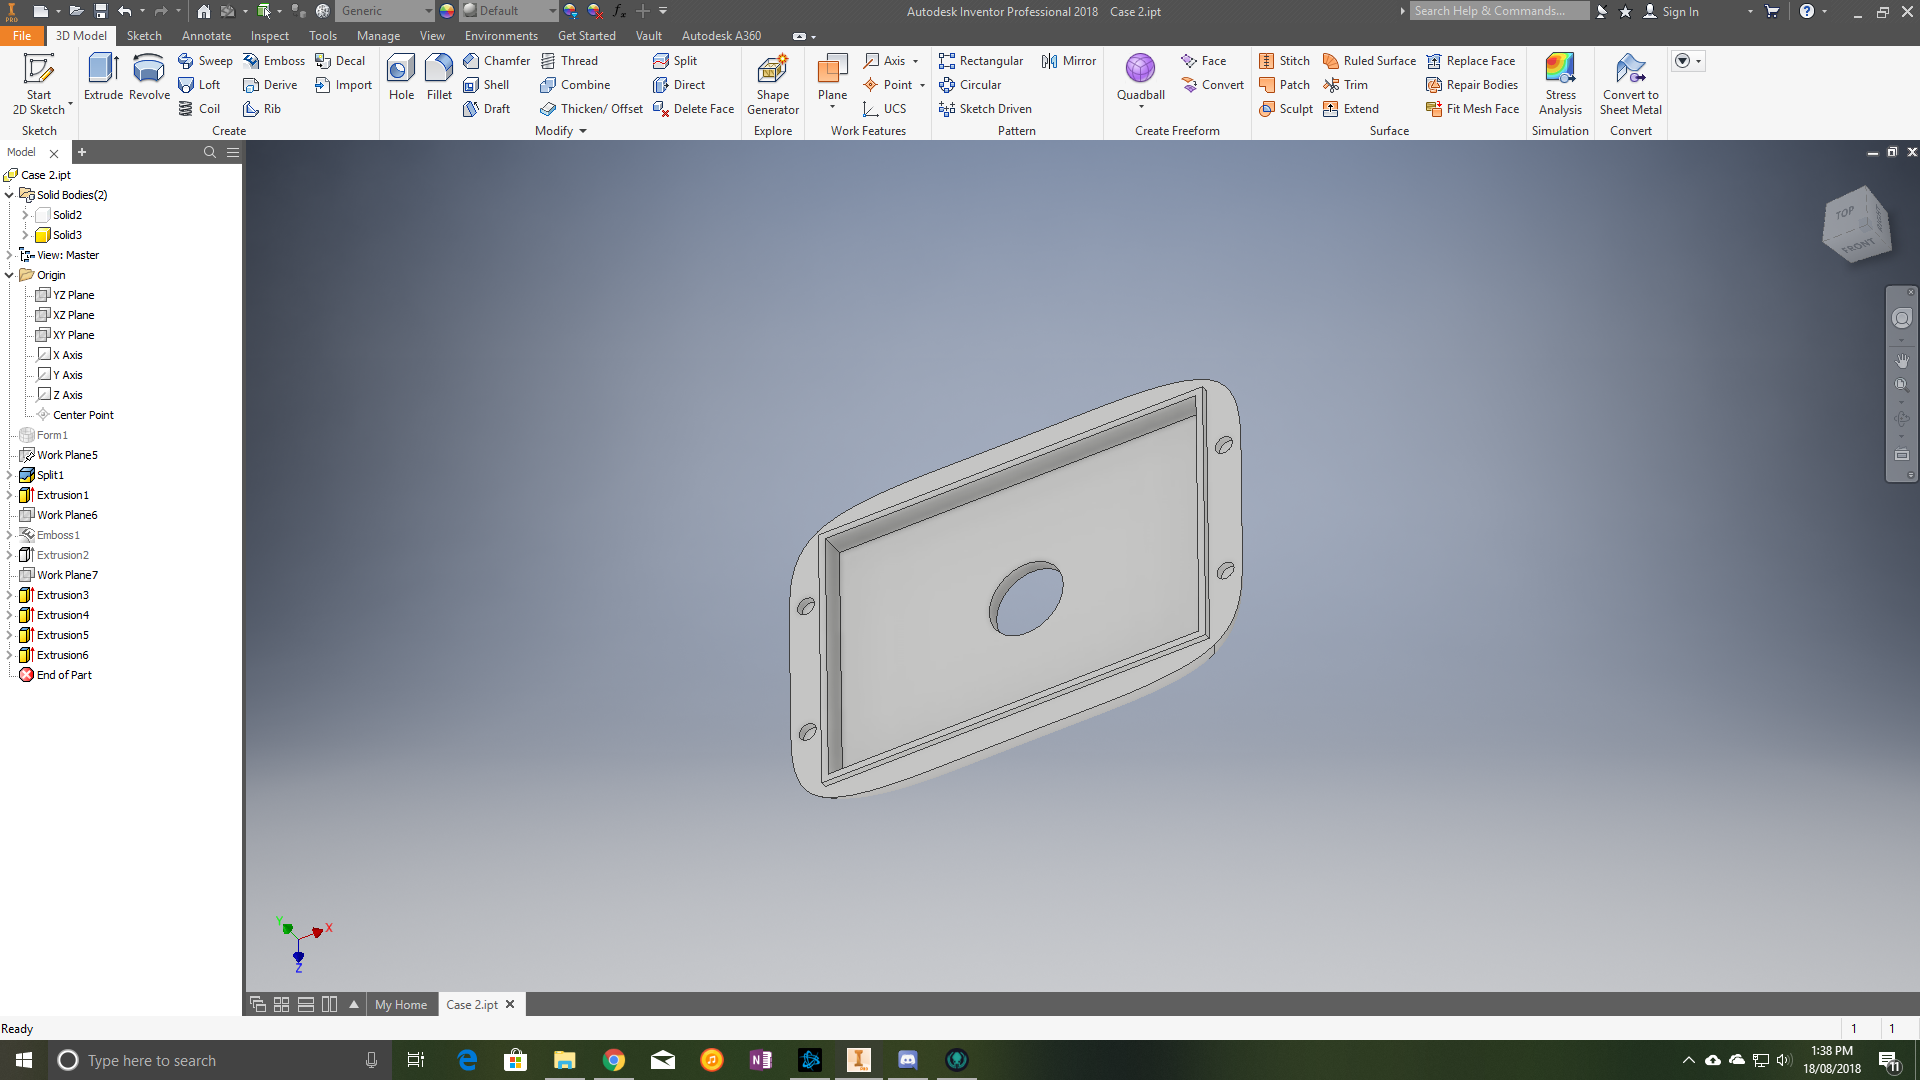 Generic
Default
Autodesk Inventor Professional 2018 Case 2.ipt
Search Help & Commands...
Sign In
File 3D Model Sketch Annotate Inspect Tools Manage View Environments Get Started Vault Autodesk A360
Start 2D Sketch
Sketch
Extrude Revolve
Sweep Emboss Decal
Loft Derive Import
Coil Rib
Create
Hole Fillet
Chamfer Thread Split
Shell Combine Direct
Draft Thicken/ Offset Delete Face
Modify
Shape Generator
Explore
Plane
Axis
Point
UCS
Work Features
Rectangular Mirror
Circular
Sketch Driven
Pattern
Quadball
Face
Convert
Create Freeform
Stitch Ruled Surface Replace Face
Patch Trim Repair Bodies
Sculpt Extend Fit Mesh Face
Surface
Stress Analysis
Simulation
Convert to Sheet Metal
Convert
Model
Case 2.ipt
Solid Bodies(2)
Solid2
Solid3
View: Master
Origin
YZ Plane
XZ Plane
XY Plane
X Axis
Y Axis
Z Axis
Center Point
Form1
Work Plane5
Split1
Extrusion1
Work Plane6
Emboss1
Extrusion2
Work Plane7
Extrusion3
Extrusion4
Extrusion5
Extrusion6
End of Part
TOP
FRONT
Y
X
Z
My Home Case 2.ipt
Ready
1 1
Type here to search
1:38 PM
18/08/2018
11